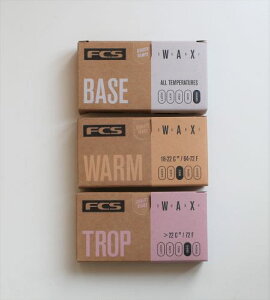 FCS
WAX
BASE
ALL TEMPERATURES
FCS
WAX
WARM
18-22 C° / 64-72 F
FCS
WAX
TROP
> 22 C° / 72 F